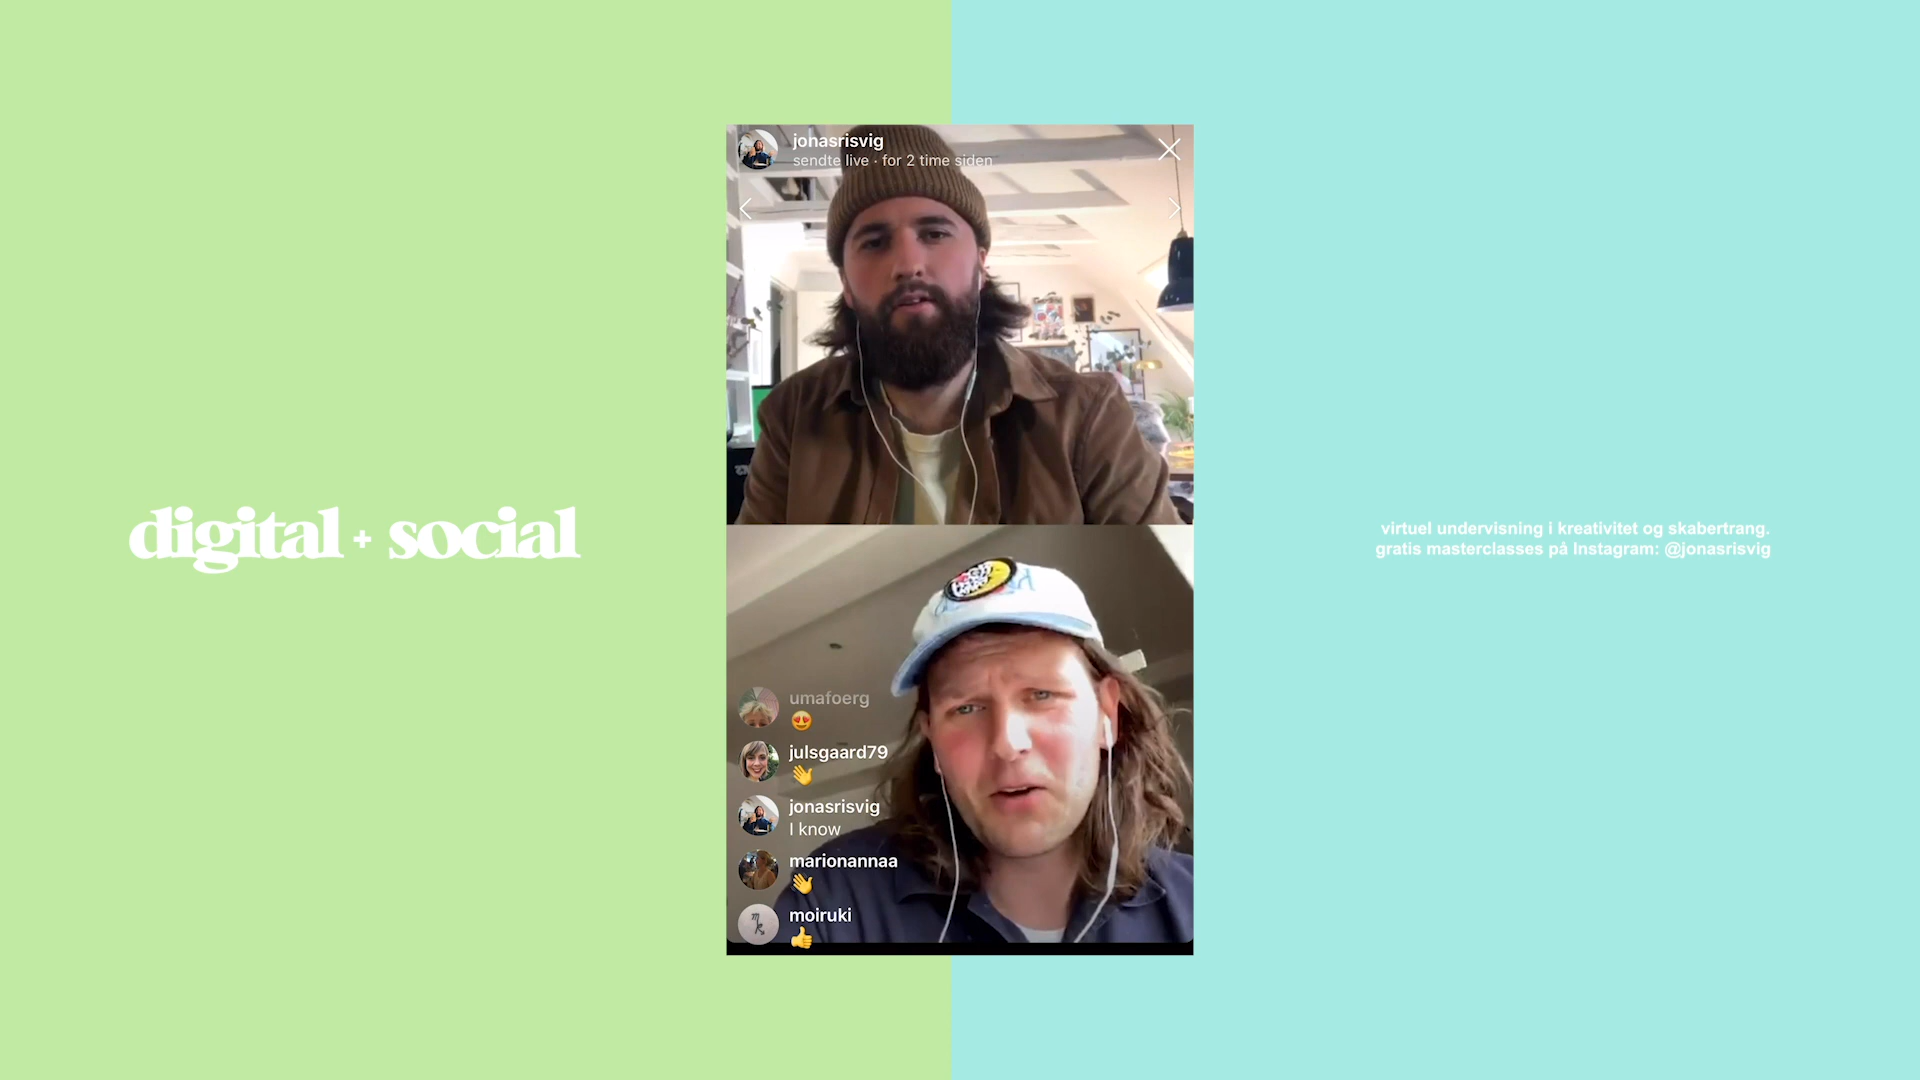 digital + social
jonasrisvig
sendte live · for 2 time siden
umafoerg
😍
julsgaard79
👋
jonasrisvig
I know
marionannaa
👋
moiruki
👍
virtuel undervisning i kreativitet og skabertrang.
gratis masterclasses på Instagram: @jonasrisvig